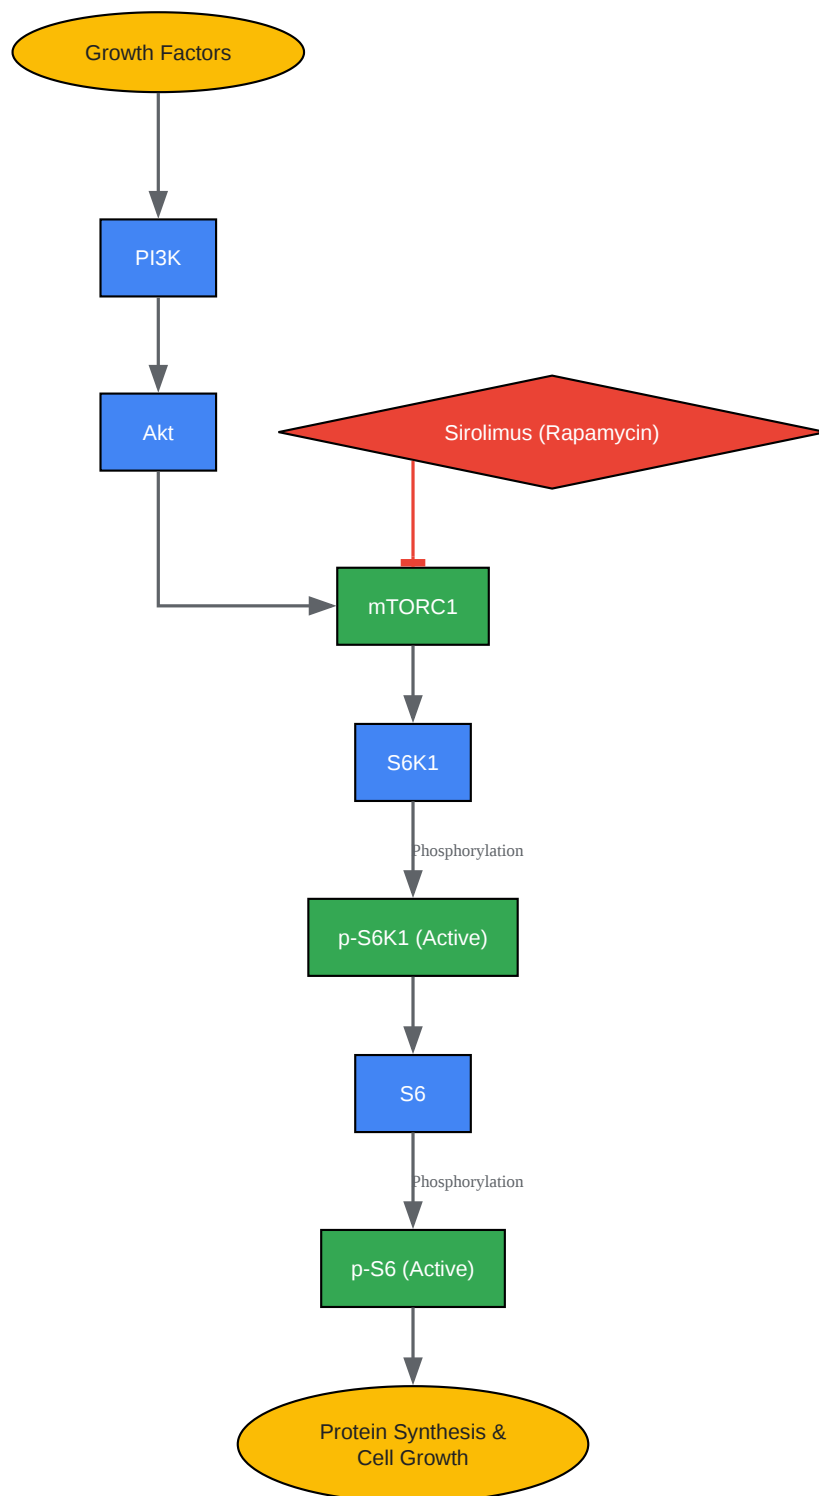 Growth Factors
PI3K
Akt
Sirolimus (Rapamycin)
mTORC1
S6K1
Phosphorylation
p-S6K1 (Active)
S6
Phosphorylation
p-S6 (Active)
Protein Synthesis &
Cell Growth